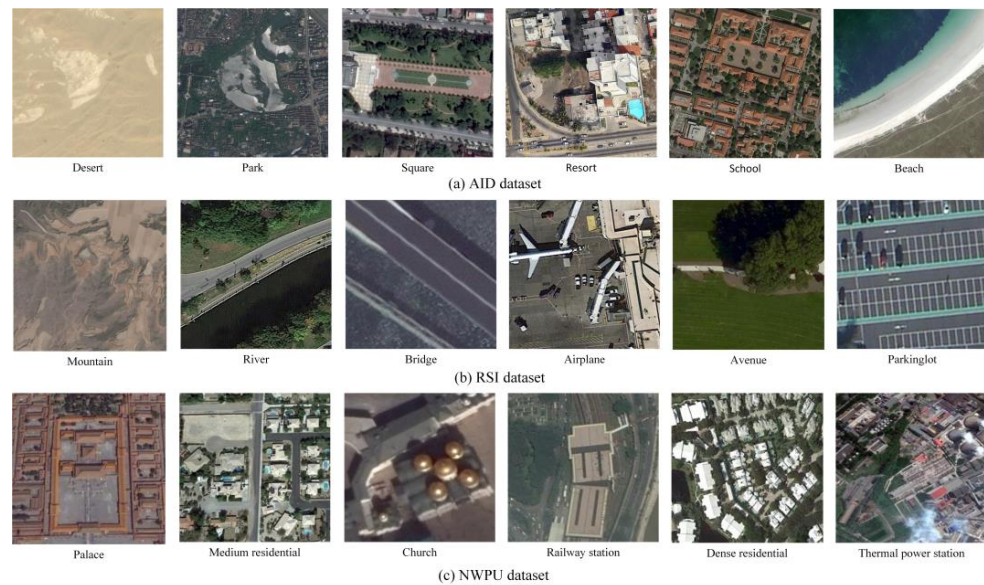 Desert Park Square Resort School Beach
(a) AID dataset
Mountain River Bridge Airplane Avenue Parkinglot
(b) RSI dataset
Palace Medium residential Church Railway station Dense residential Thermal power station
(c) NWPU dataset